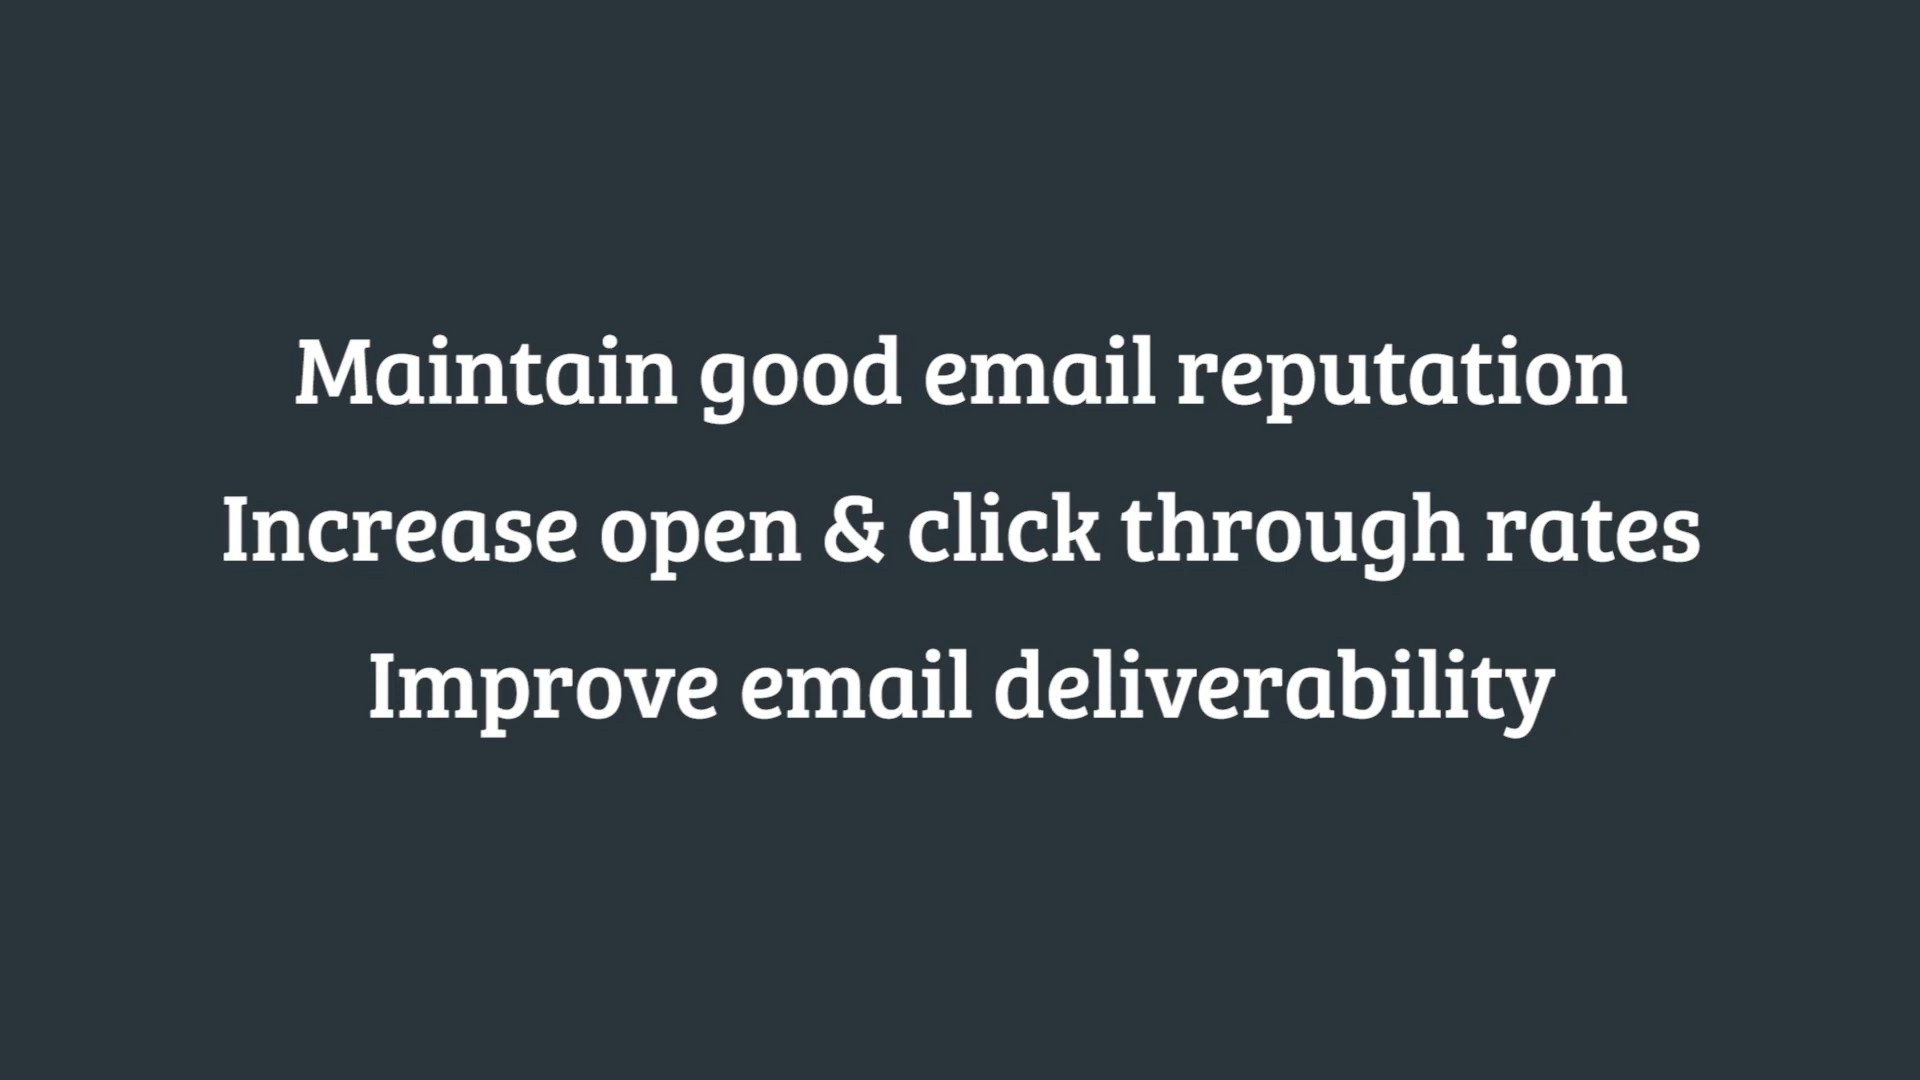 Maintain good email reputation
Increase open & click through rates
Improve email deliverability